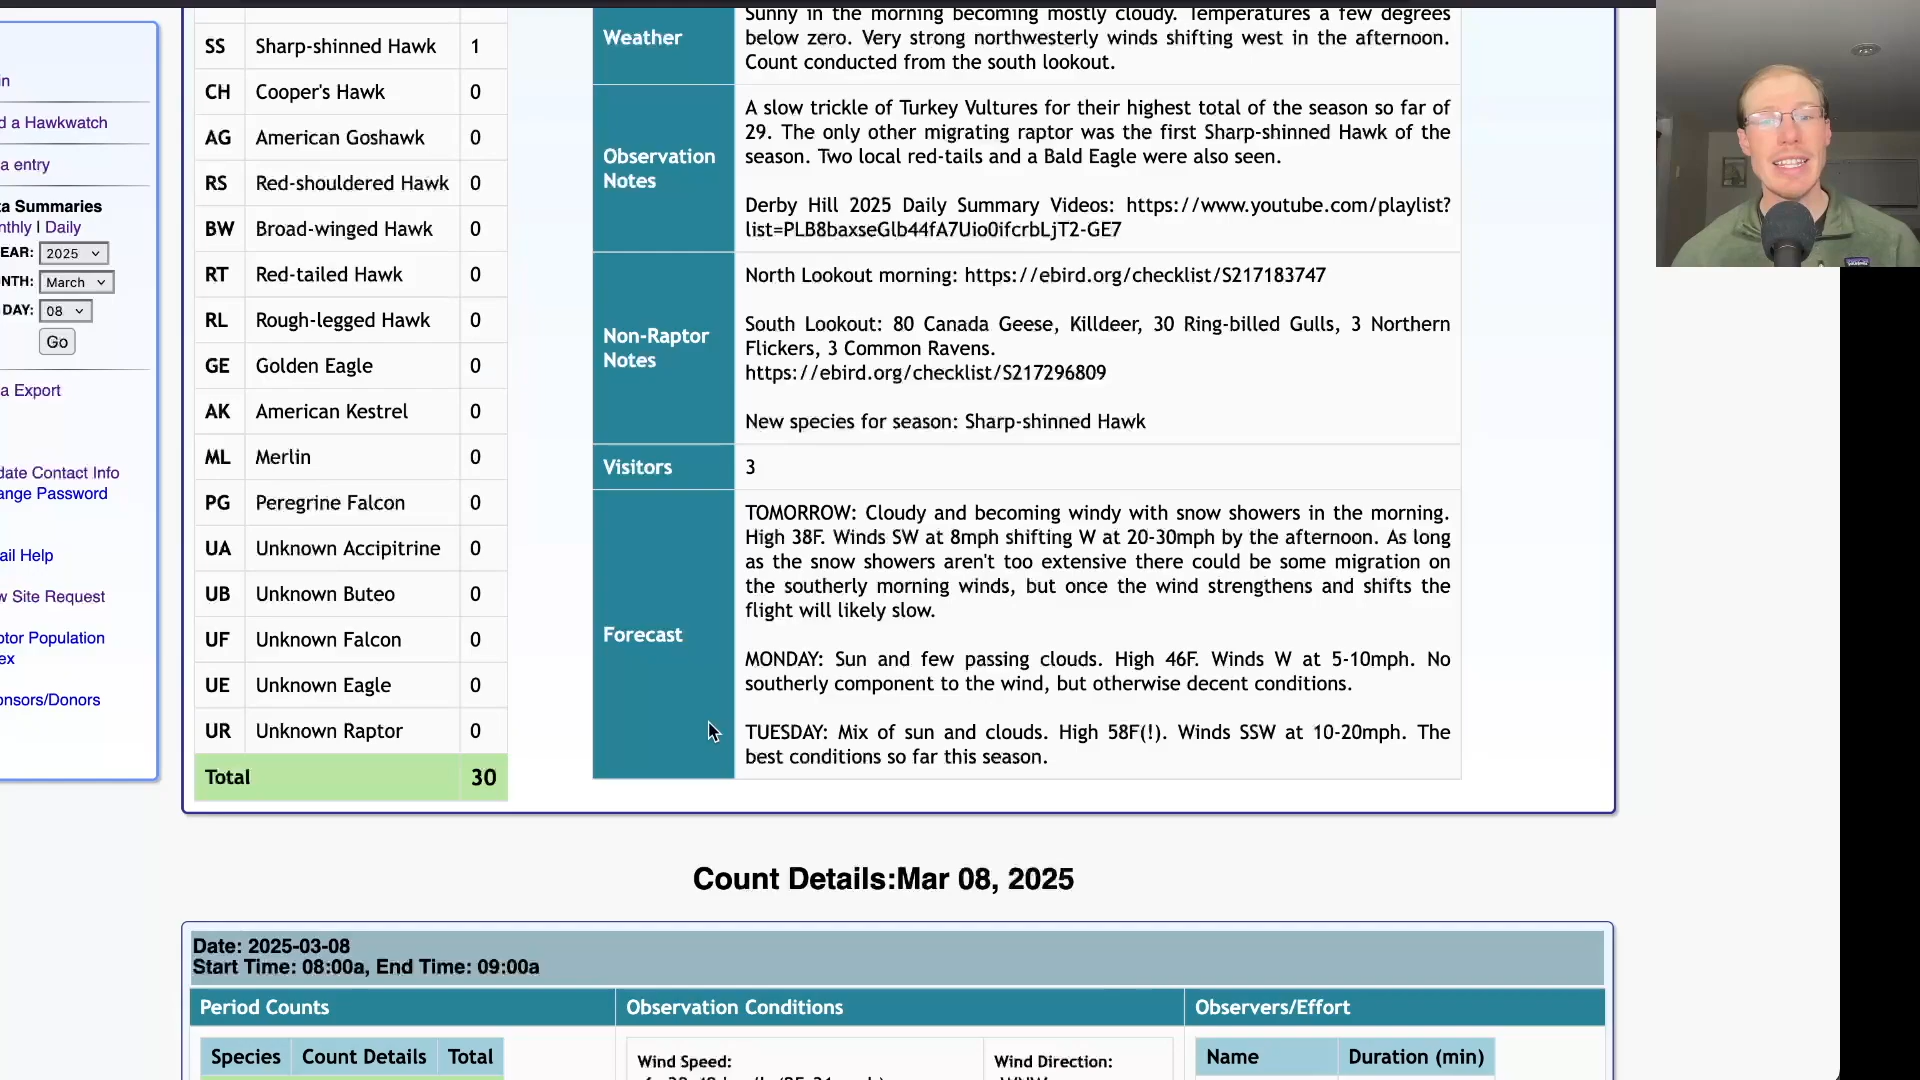 in
d a Hawkwatch
a entry
ta Summaries
nthly | Daily
EAR: 2025
NTH: March
DAY: 08
Go
a Export
date Contact Info
ange Password
ail Help
w Site Request
ptor Population
ex
onsors/Donors
SS Sharp-shinned Hawk 1
CH Cooper's Hawk 0
AG American Goshawk 0
RS Red-shouldered Hawk 0
BW Broad-winged Hawk 0
RT Red-tailed Hawk 0
RL Rough-legged Hawk 0
GE Golden Eagle 0
AK American Kestrel 0
ML Merlin 0
PG Peregrine Falcon 0
UA Unknown Accipitrine 0
UB Unknown Buteo 0
UF Unknown Falcon 0
UE Unknown Eagle 0
UR Unknown Raptor 0
Total 30
Weather
Sunny in the morning becoming mostly cloudy. Temperatures a few degrees
below zero. Very strong northwesterly winds shifting west in the afternoon.
Count conducted from the south lookout.
Observation
Notes
A slow trickle of Turkey Vultures for their highest total of the season so far of
29. The only other migrating raptor was the first Sharp-shinned Hawk of the
season. Two local red-tails and a Bald Eagle were also seen.
Derby Hill 2025 Daily Summary Videos: https://www.youtube.com/playlist?
list=PLB8baxseGlb44fA7Uio0ifcrbLjT2-GE7
Non-Raptor
Notes
North Lookout morning: https://ebird.org/checklist/S217183747
South Lookout: 80 Canada Geese, Killdeer, 30 Ring-billed Gulls, 3 Northern
Flickers, 3 Common Ravens.
https://ebird.org/checklist/S217296809
New species for season: Sharp-shinned Hawk
Visitors 3
Forecast
TOMORROW: Cloudy and becoming windy with snow showers in the morning.
High 38F. Winds SW at 8mph shifting W at 20-30mph by the afternoon. As long
as the snow showers aren't too extensive there could be some migration on
the southerly morning winds, but once the wind strengthens and shifts the
flight will likely slow.
MONDAY: Sun and few passing clouds. High 46F. Winds W at 5-10mph. No
southerly component to the wind, but otherwise decent conditions.
TUESDAY: Mix of sun and clouds. High 58F(!). Winds SSW at 10-20mph. The
best conditions so far this season.
Count Details:Mar 08, 2025
Date: 2025-03-08
Start Time: 08:00a, End Time: 09:00a
Period Counts Observation Conditions Observers/Effort
Species Count Details Total
Wind Speed: Wind Direction:
Name Duration (min)